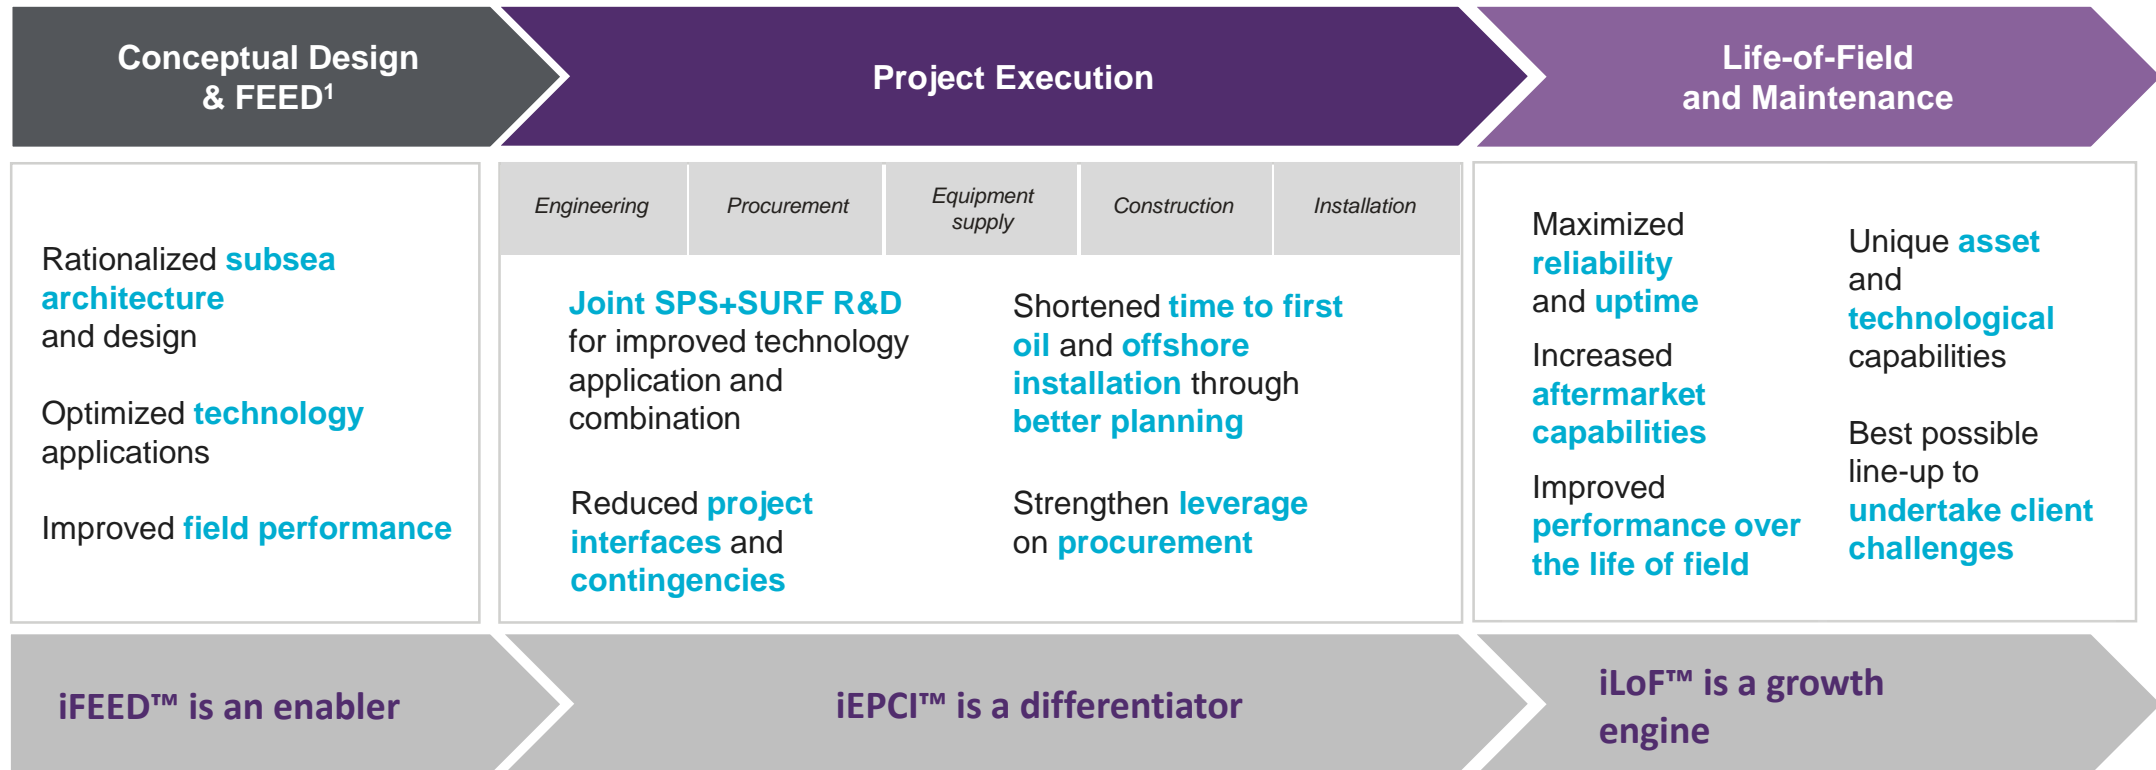 Conceptual Design
& FEED¹
Project Execution
Life-of-Field
and Maintenance
Rationalized subsea
architecture
and design
Optimized technology
applications
Improved field performance
Engineering
Procurement
Equipment
supply
Construction
Installation
Joint SPS+SURF R&D
for improved technology
application and
combination
Reduced project
interfaces and
contingencies
Shortened time to first
oil and offshore
installation through
better planning
Strengthen leverage
on procurement
Maximized
reliability
and uptime
Increased
aftermarket
capabilities
Improved
performance over
the life of field
Unique asset
and
technological
capabilities
Best possible
line-up to
undertake client
challenges
iFEED™ is an enabler
iEPCI™ is a differentiator
iLoF™ is a growth
engine